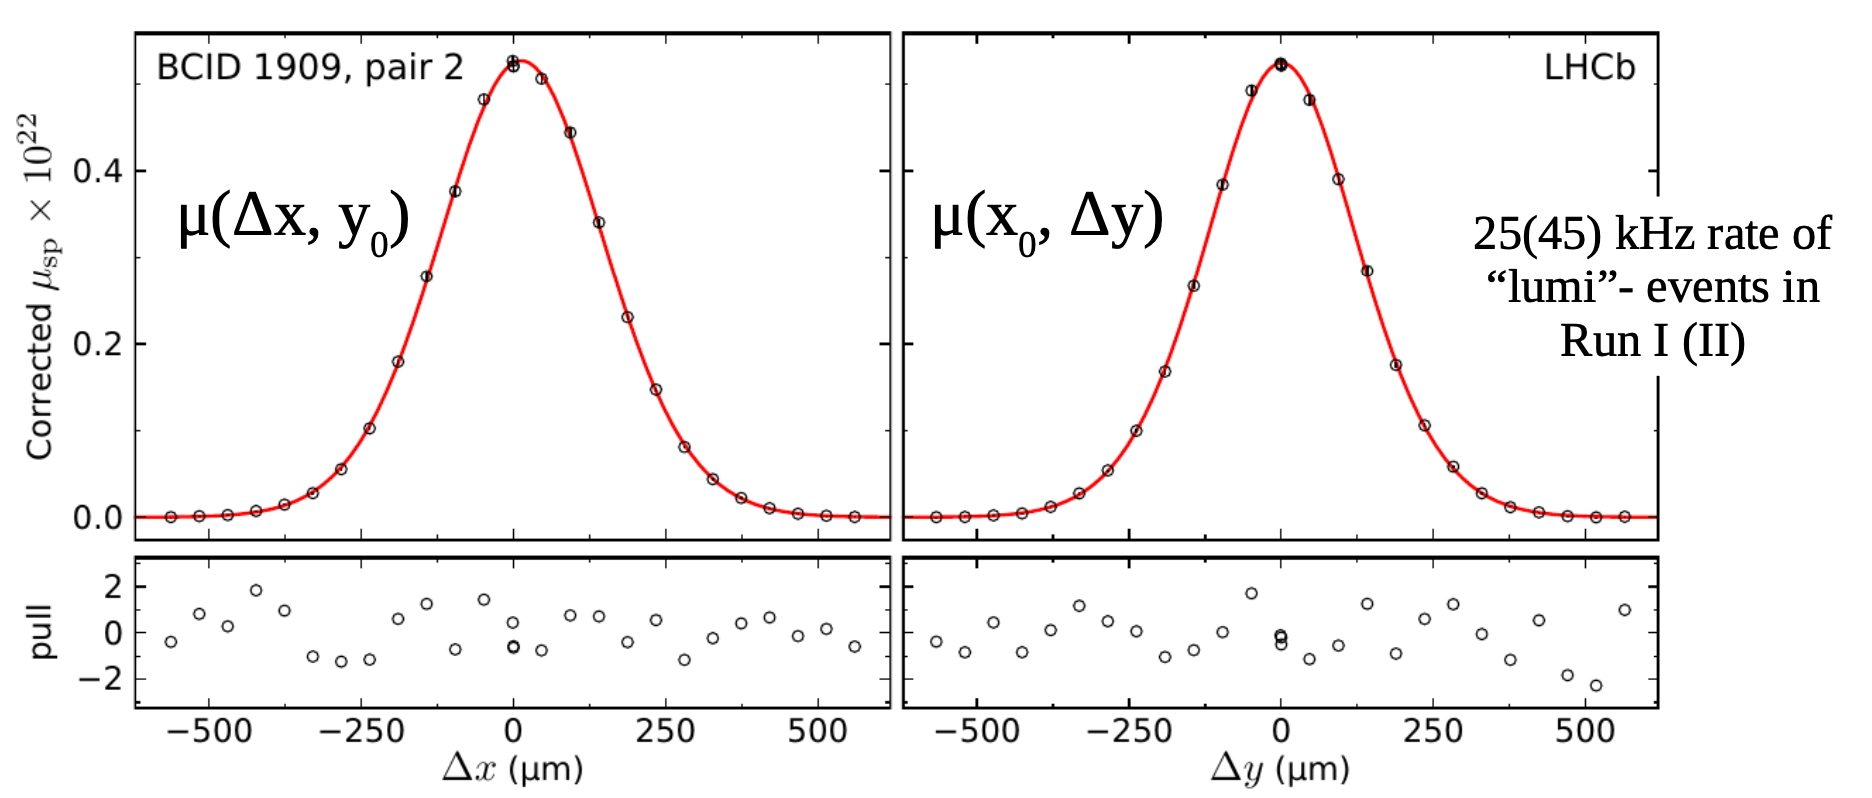 BCID 1909, pair 2
LHCb
μ(Δx, y₀)
μ(x₀, Δy)
25(45) kHz rate of
“lumi”- events in
Run I (II)
Corrected μsp × 10²²
0.4
0.2
0.0
pull
2
0
−2
−500 −250 0 250 500
−500 −250 0 250 500
Δx (μm)
Δy (μm)